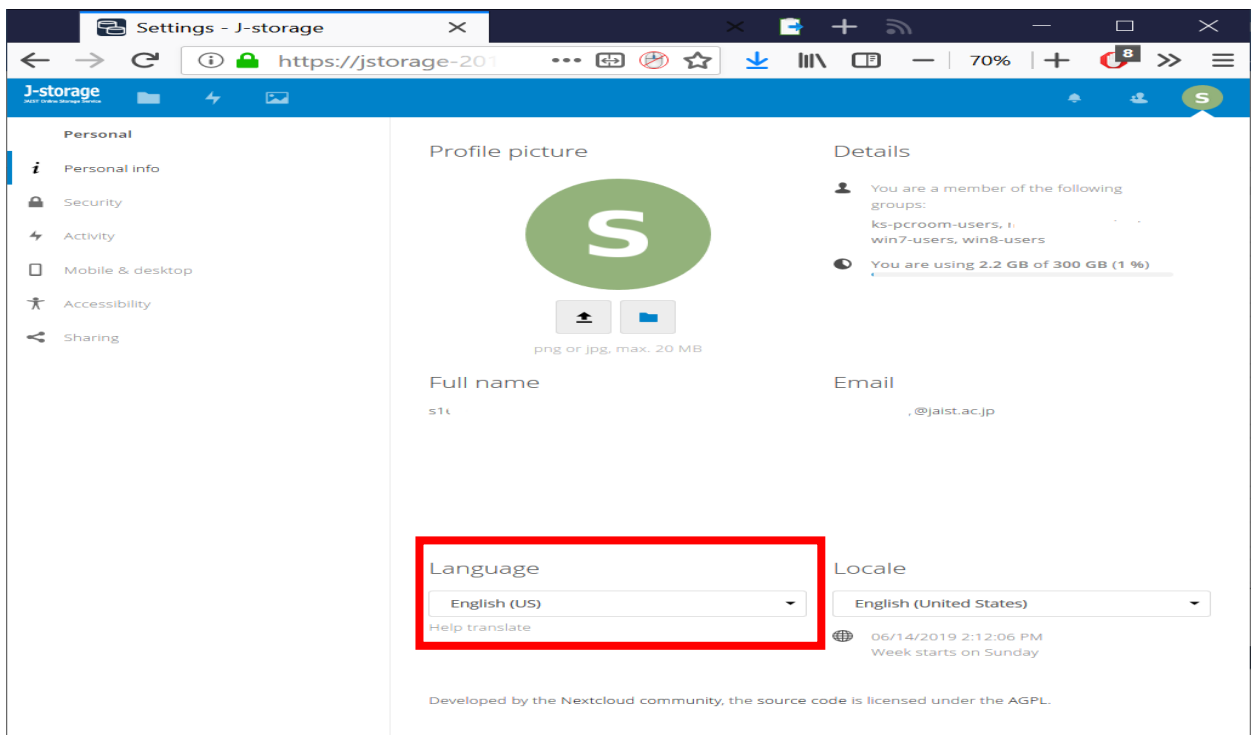 Settings - J-storage
https://jstorage-201
70%
8
J-storage
JAIST Online Storage Service
S
Personal
Personal info
Security
Activity
Mobile & desktop
Accessibility
Sharing
Profile picture
S
png or jpg, max. 20 MB
Details
You are a member of the following
groups:
ks-pcroom-users,
win7-users, win8-users
You are using 2.2 GB of 300 GB (1 %)
Full name
Email
@jaist.ac.jp
Language
English (US)
Help translate
Locale
English (United States)
06/14/2019 2:12:06 PM
Week starts on Sunday
Developed by the Nextcloud community, the source code is licensed under the AGPL.